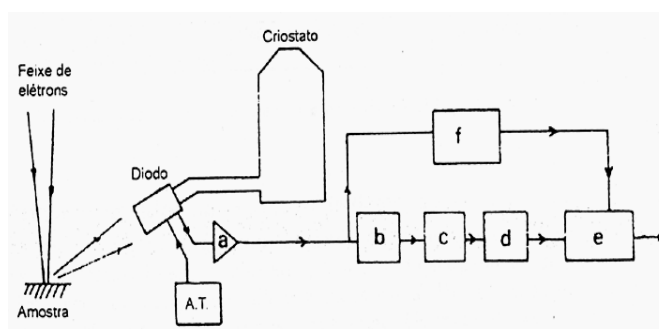 Criostato
Feixe de
elétrons
Diodo
f
a
b
c
d
e
A.T.
Amostra